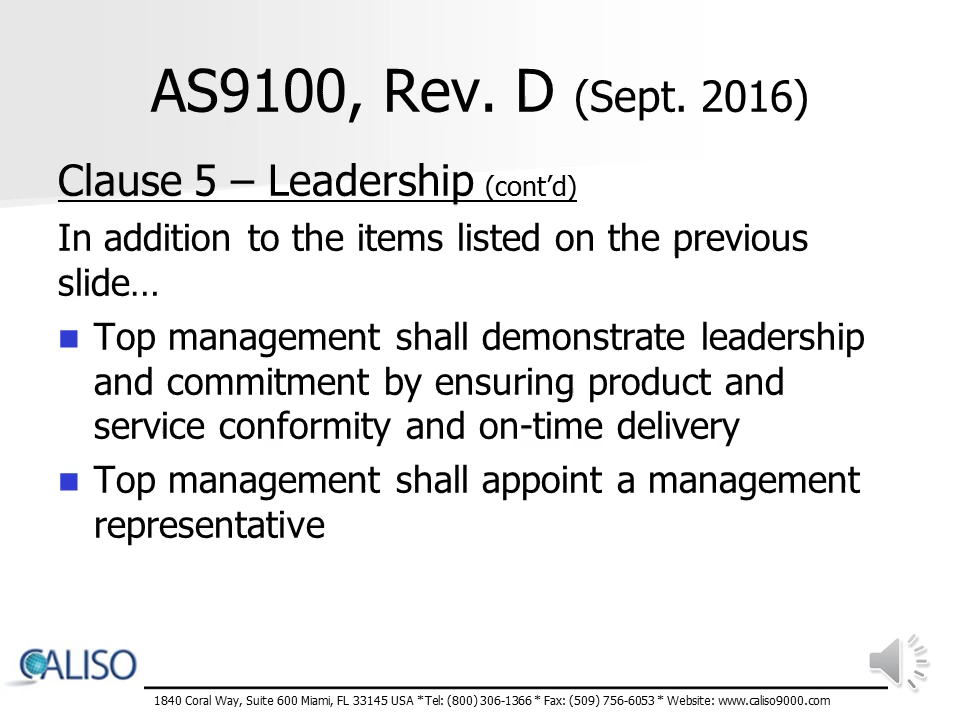 AS9100, Rev. D (Sept. 2016)
Clause 5 – Leadership (cont’d)
In addition to the items listed on the previous
slide…
Top management shall demonstrate leadership
and commitment by ensuring product and
service conformity and on-time delivery
Top management shall appoint a management
representative
CALISO
1840 Coral Way, Suite 600 Miami, FL 33145 USA *Tel: (800) 306-1366 * Fax: (509) 756-6053 * Website: www.caliso9000.com